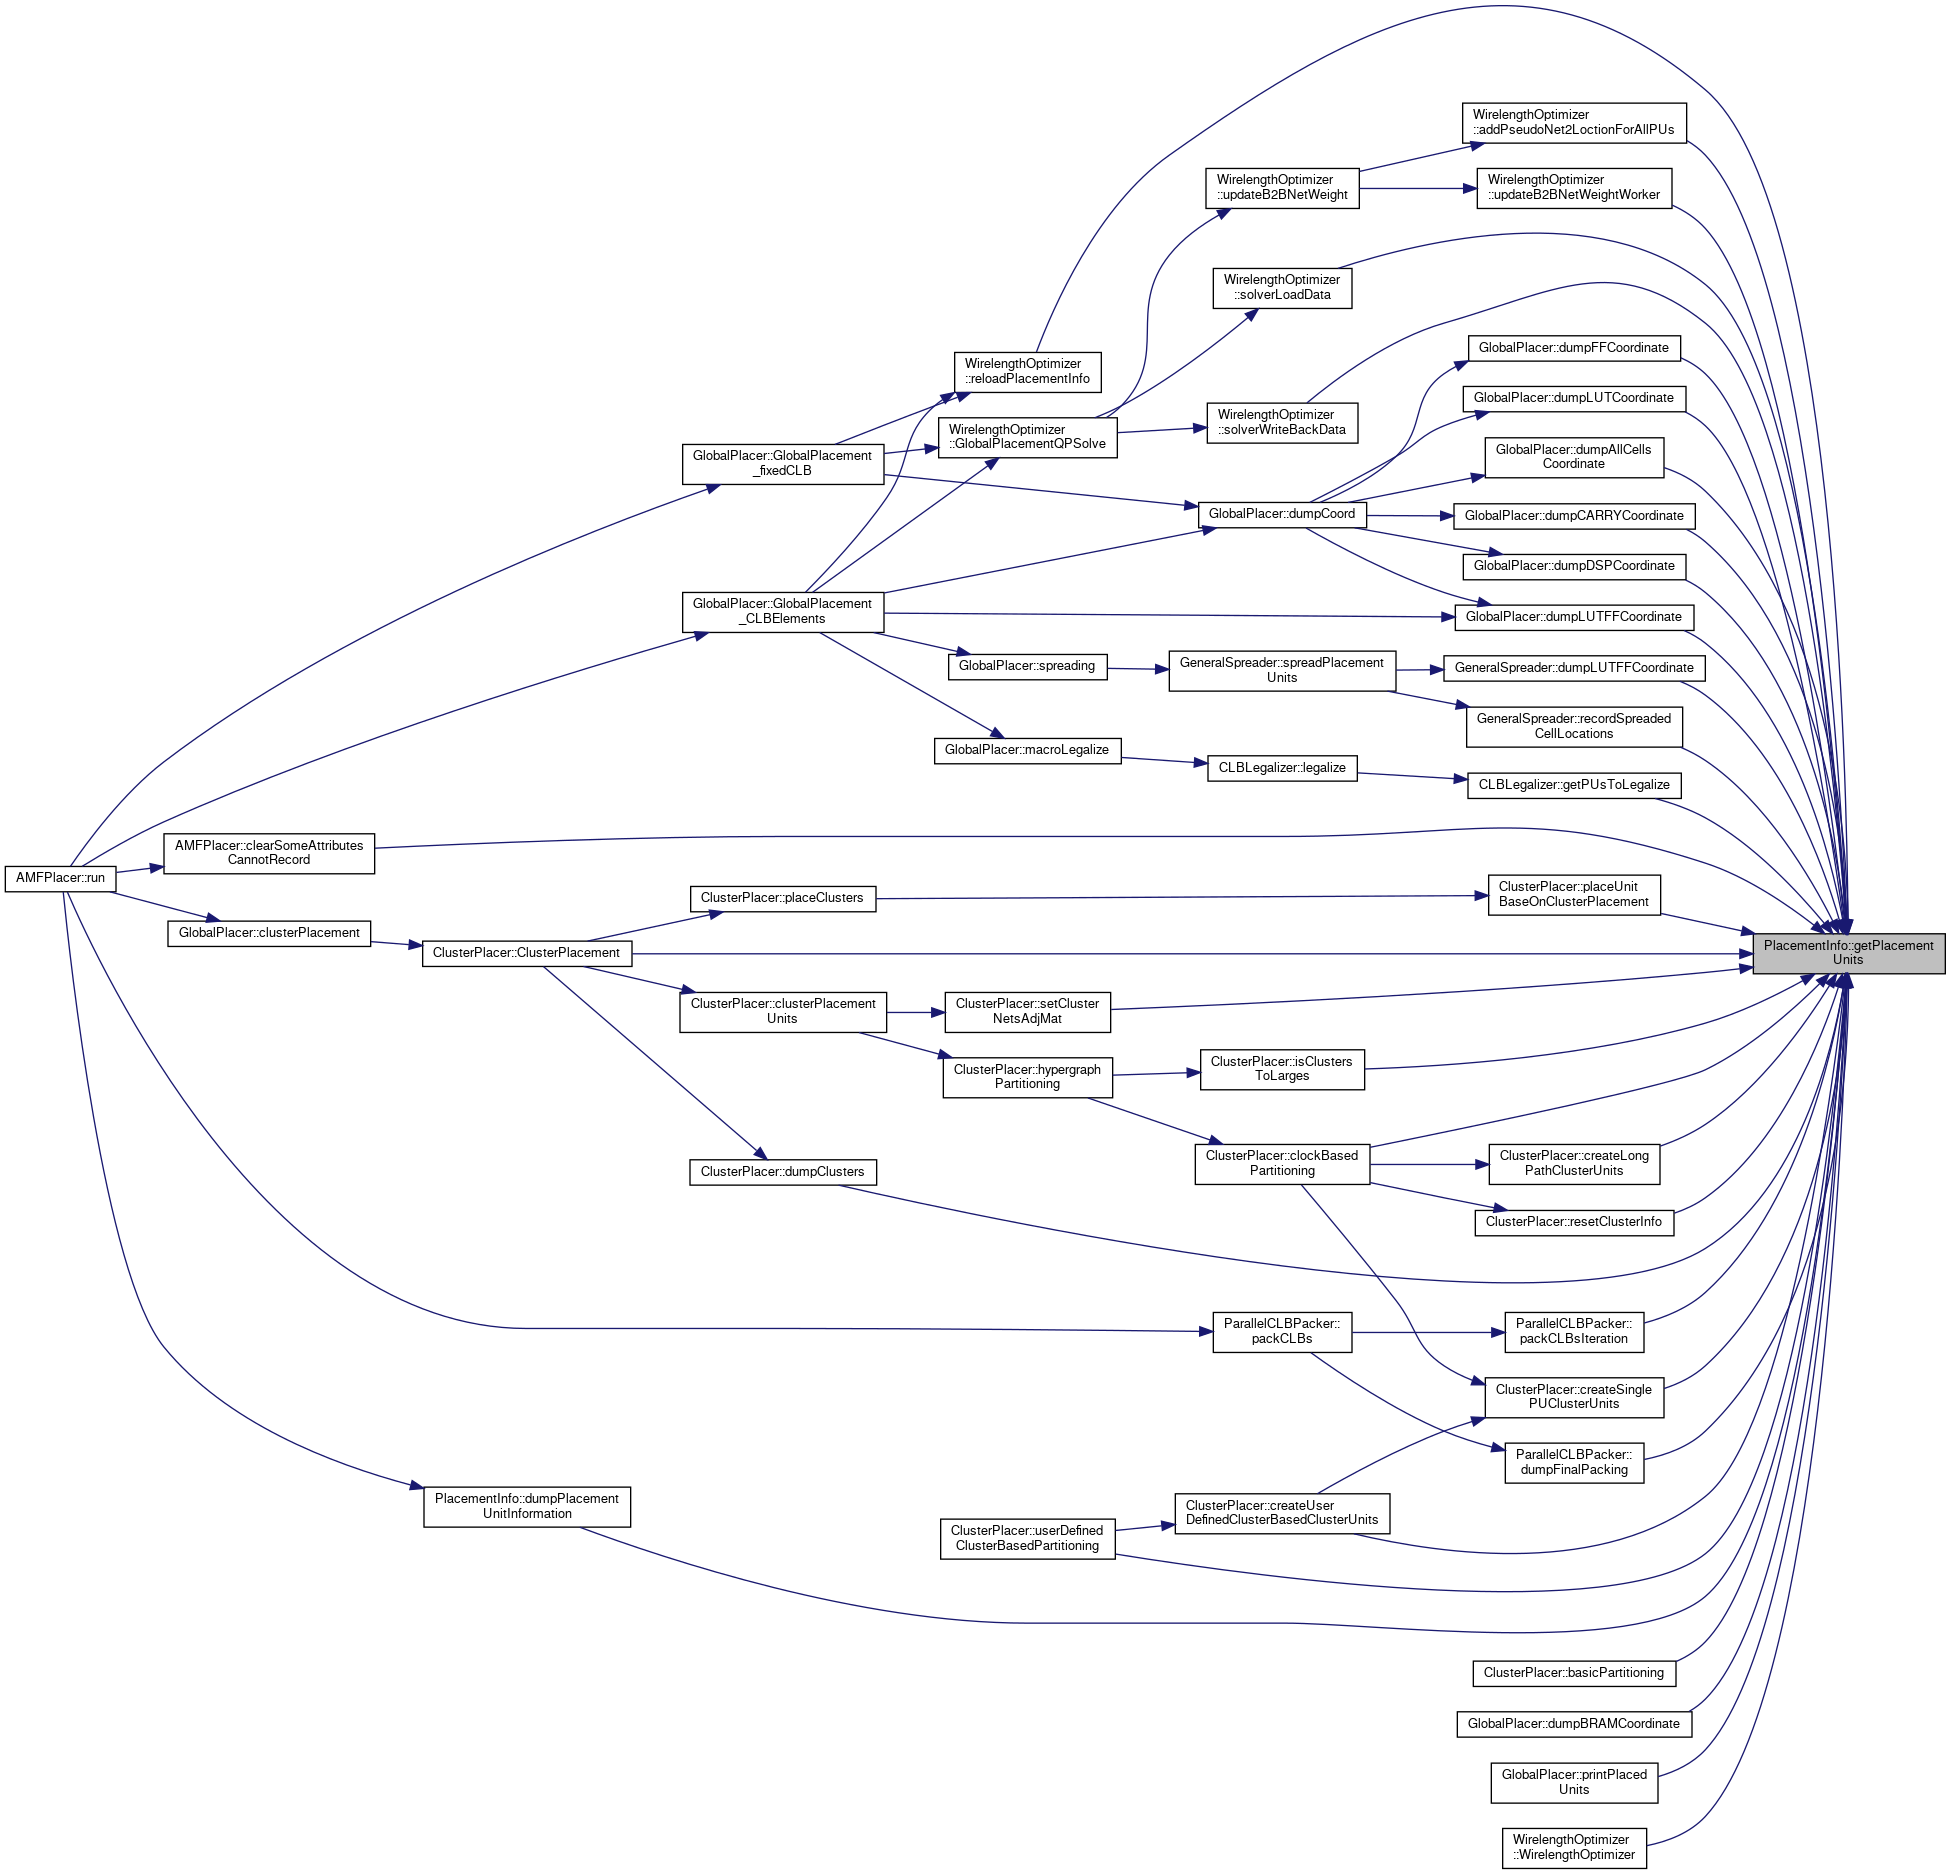 WirelengthOptimizer
::addPseudoNet2LoctionForAllPUs
WirelengthOptimizer
::updateB2BNetWeight
WirelengthOptimizer
::updateB2BNetWeightWorker
WirelengthOptimizer
::solverLoadData
GlobalPlacer::dumpFFCoordinate
WirelengthOptimizer
::reloadPlacementInfo
GlobalPlacer::dumpLUTCoordinate
WirelengthOptimizer
::solverWriteBackData
WirelengthOptimizer
::GlobalPlacementQPSolve
GlobalPlacer::dumpAllCells
Coordinate
GlobalPlacer::GlobalPlacement
_fixedCLB
GlobalPlacer::dumpCoord
GlobalPlacer::dumpCARRYCoordinate
GlobalPlacer::dumpDSPCoordinate
GlobalPlacer::GlobalPlacement
_CLBElements
GlobalPlacer::dumpLUTFFCoordinate
GlobalPlacer::spreading
GeneralSpreader::spreadPlacement
Units
GeneralSpreader::dumpLUTFFCoordinate
GeneralSpreader::recordSpreaded
CellLocations
GlobalPlacer::macroLegalize
CLBLegalizer::legalize
CLBLegalizer::getPUsToLegalize
AMFPlacer::clearSomeAttributes
CannotRecord
AMFPlacer::run
ClusterPlacer::placeClusters
ClusterPlacer::placeUnit
BaseOnClusterPlacement
GlobalPlacer::clusterPlacement
ClusterPlacer::ClusterPlacement
PlacementInfo::getPlacement
Units
ClusterPlacer::clusterPlacement
Units
ClusterPlacer::setCluster
NetsAdjMat
ClusterPlacer::hypergraph
Partitioning
ClusterPlacer::isClusters
ToLarges
ClusterPlacer::dumpClusters
ClusterPlacer::clockBased
Partitioning
ClusterPlacer::createLong
PathClusterUnits
ClusterPlacer::resetClusterInfo
ParallelCLBPacker::
packCLBs
ParallelCLBPacker::
packCLBsIteration
ClusterPlacer::createSingle
PUClusterUnits
ParallelCLBPacker::
dumpFinalPacking
PlacementInfo::dumpPlacement
UnitInformation
ClusterPlacer::createUser
DefinedClusterBasedClusterUnits
ClusterPlacer::userDefined
ClusterBasedPartitioning
ClusterPlacer::basicPartitioning
GlobalPlacer::dumpBRAMCoordinate
GlobalPlacer::printPlaced
Units
WirelengthOptimizer
::WirelengthOptimizer